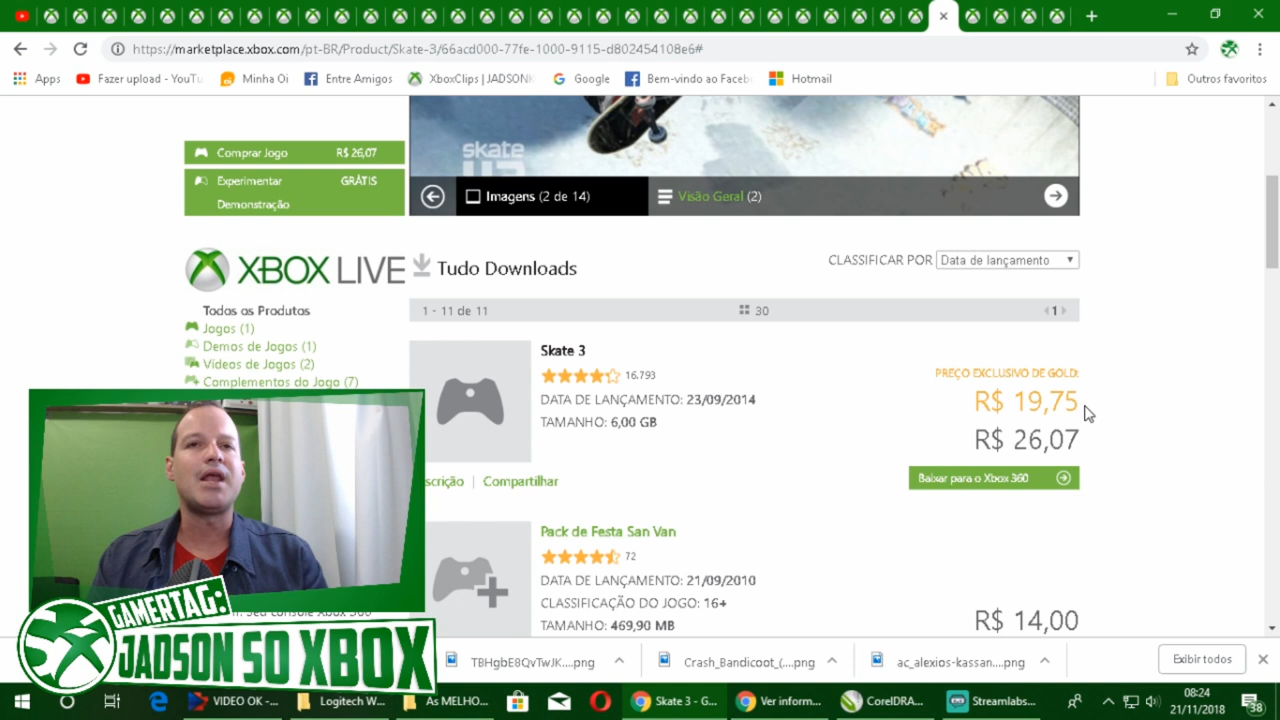 https://marketplace.xbox.com/pt-BR/Product/Skate-3/66acd000-77fe-1000-9115-d802454108e6#
Apps
Fazer upload - YouTu
Minha Oi
Entre Amigos
XboxClips | JADSON
Google
Bem-vindo ao Faceb
Hotmail
Outros favoritos
Comprar Jogo R$ 26,07
Experimentar GRÁTIS
Demonstração
skate
Imagens (2 de 14)
Visão Geral (2)
XBOX LIVE
Tudo Downloads
CLASSIFICAR POR Data de lançamento
Todos os Produtos
Jogos (1)
Demos de Jogos (1)
Vídeos de Jogos (2)
Complementos do Jogo (7)
1 - 11 de 11
30
1
Skate 3
16.793
DATA DE LANÇAMENTO: 23/09/2014
TAMANHO: 6,00 GB
PREÇO EXCLUSIVO DE GOLD:
R$ 19,75
R$ 26,07
Baixar para o Xbox 360
scrição | Compartilhar
Pack de Festa San Van
72
DATA DE LANÇAMENTO: 21/09/2010
CLASSIFICAÇÃO DO JOGO: 16+
TAMANHO: 469,90 MB
R$ 14,00
seu console Xbox 360
GAMERTAG:
JADSON SO XBOX
TBHgbE8QvTwJK....png
Crash_Bandicoot_(....png
ac_alexios-kassan....png
Exibir todos
VIDEO OK -...
Logitech W...
As MELHO...
Skate 3 - G...
Ver inform...
CorelDRA...
Streamlabs...
08:24
21/11/2018
38